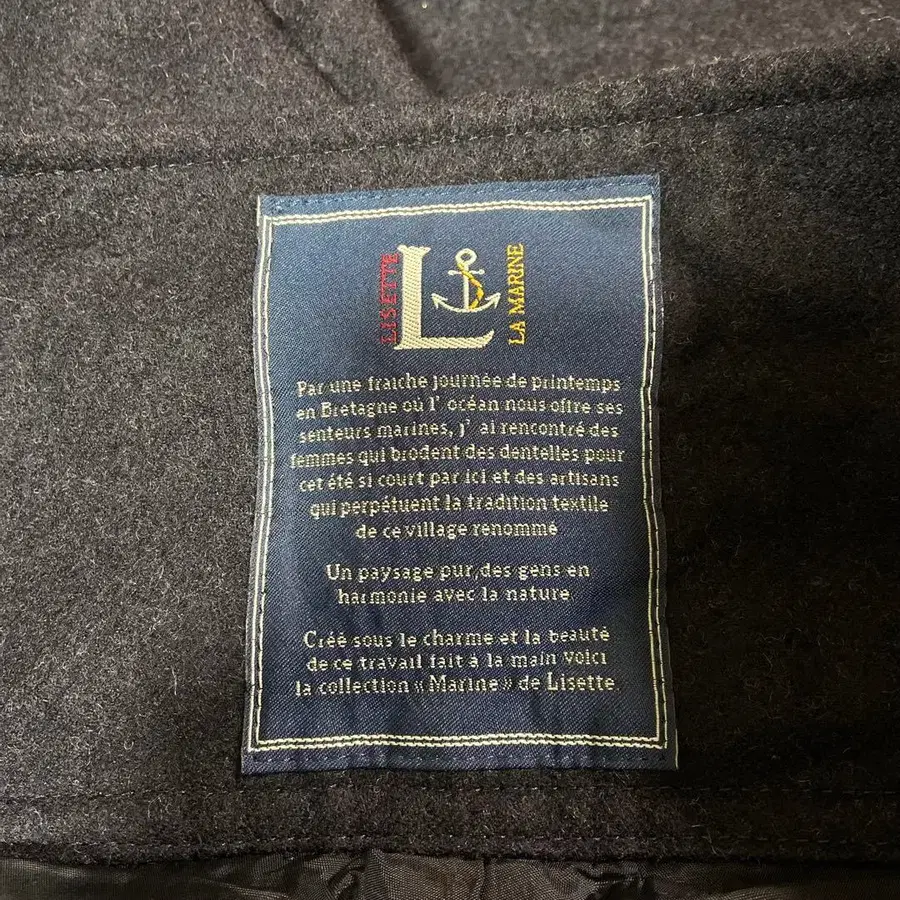 LISETTE
L
LA MARINE
Par une fraîche journée de printemps
en Bretagne où l' océan nous offre ses
senteurs marines, j' ai rencontré des
femmes qui brodent des dentelles pour
cet été si court par ici et des artisans
qui perpétuent la tradition textile
de ce village renommé
Un paysage pur, des gens en
harmonie avec la nature.
Créé sous le charme et la beauté
de ce travail fait à la main voici
la collection « Marine » de Lisette.